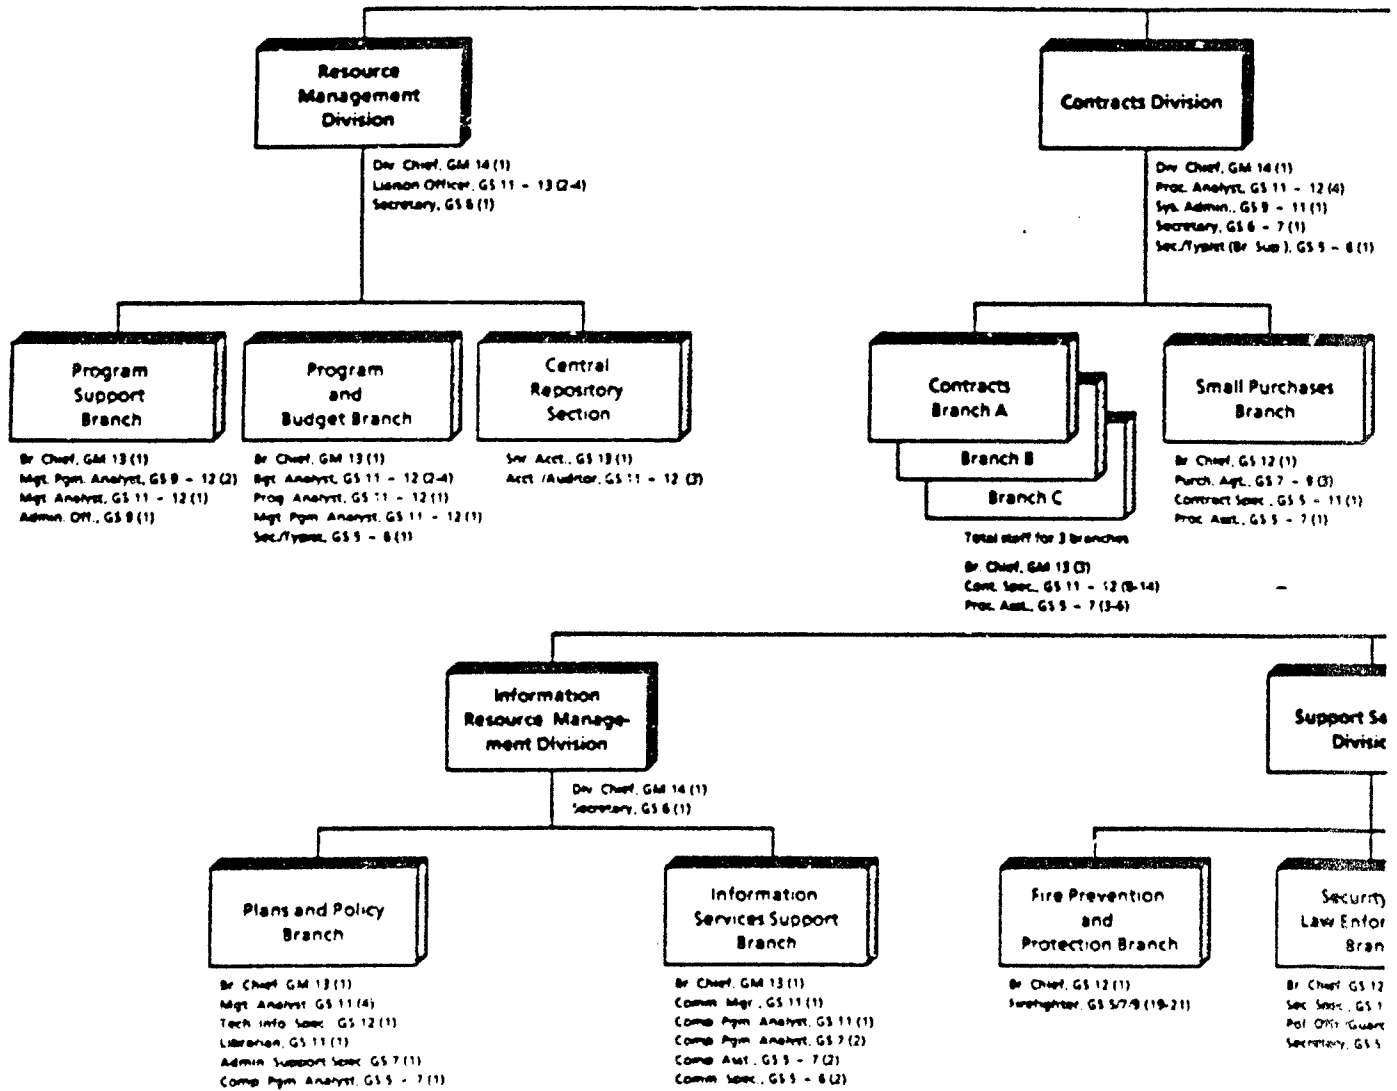 Resource
Management
Division
Div. Chief, GM 14 (1)
Liaison Officer, GS 11 - 13 (2-4)
Secretary, GS 6 (1)
Contracts Division
Div. Chief, GM 14 (1)
Proc. Analyst, GS 11 - 12 (4)
Sys. Admin., GS 9 - 11 (1)
Secretary, GS 6 - 7 (1)
Sec./Typist (Br. Sup.), GS 5 - 6 (1)
Program
Support
Branch
Br. Chief, GM 13 (1)
Mgt. Pgm. Analyst, GS 9 - 12 (2)
Mgt. Analyst, GS 11 - 12 (1)
Admin. Off., GS 9 (1)
Program
and
Budget Branch
Br. Chief, GM 13 (1)
Bgt. Analyst, GS 11 - 12 (2-4)
Prog. Analyst, GS 11 - 12 (1)
Mgt. Pgm. Analyst, GS 11 - 12 (1)
Sec./Typist, GS 5 - 6 (1)
Central
Repository
Section
Snr. Acct., GS 13 (1)
Acct./Auditor, GS 11 - 12 (3)
Contracts
Branch A
Branch B
Branch C
Total staff for 3 branches
Br. Chief, GM 13 (3)
Cont. Spec., GS 11 - 12 (8-14)
Proc. Asst., GS 5 - 7 (3-6)
Small Purchases
Branch
Br. Chief, GS 12 (1)
Purch. Agt., GS 7 - 9 (3)
Contract Spec., GS 5 - 11 (1)
Proc. Asst., GS 5 - 7 (1)
Information
Resource Manage-
ment Division
Div. Chief, GM 14 (1)
Secretary, GS 6 (1)
Support Se
Divisic
Plans and Policy
Branch
Br. Chief, GM 13 (1)
Mgt. Analyst, GS 11 (4)
Tech. Info. Spec., GS 12 (1)
Librarian, GS 11 (1)
Admin. Support Spec. GS 7 (1)
Comp. Pgm. Analyst, GS 5 - 7 (1)
Information
Services Support
Branch
Br. Chief, GM 13 (1)
Comm. Mgr., GS 11 (1)
Comp. Pgm. Analyst, GS 11 (1)
Comp. Pgm. Analyst, GS 7 (2)
Comp. Asst., GS 5 - 7 (2)
Comm. Spec., GS 5 - 6 (2)
Fire Prevention
and
Protection Branch
Br. Chief, GS 12 (1)
Firefighter, GS 5/7/9 (19-21)
Security
Law Enfor
Bran
Br. Chief, GS 12
Sec. Spec., GS 1
Pol. Offr./Guard
Secretary, GS 5